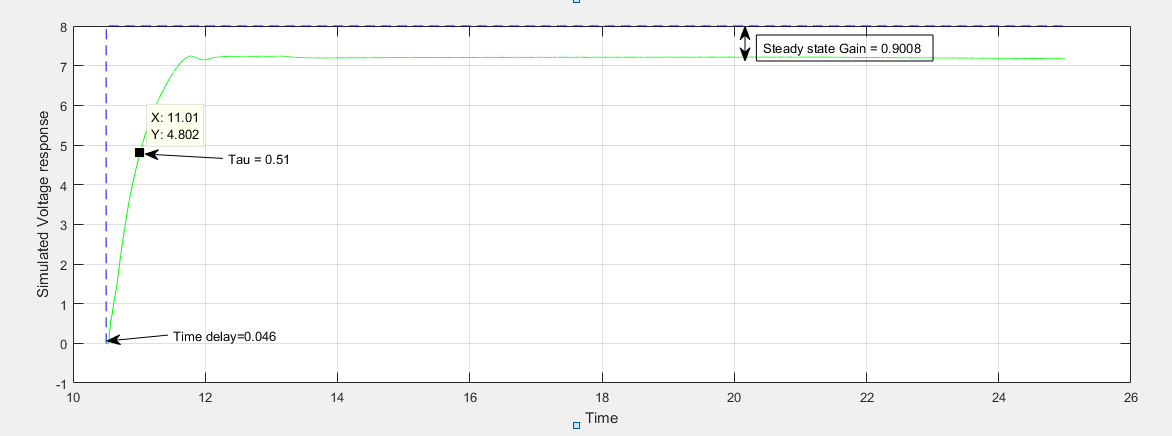 8
7
6
5
4
3
2
1
0
-1
Simulated Voltage response
Steady state Gain = 0.9008
X: 11.01
Y: 4.802
Tau = 0.51
Time delay=0.046
10 12 14 16 18 20 22 24 26
Time